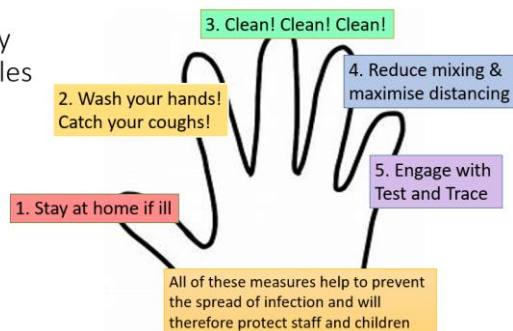 y
les
3. Clean! Clean! Clean!
2. Wash your hands!
Catch your coughs!
4. Reduce mixing &
maximise distancing
5. Engage with
Test and Trace
1. Stay at home if ill
All of these measures help to prevent
the spread of infection and will
therefore protect staff and children